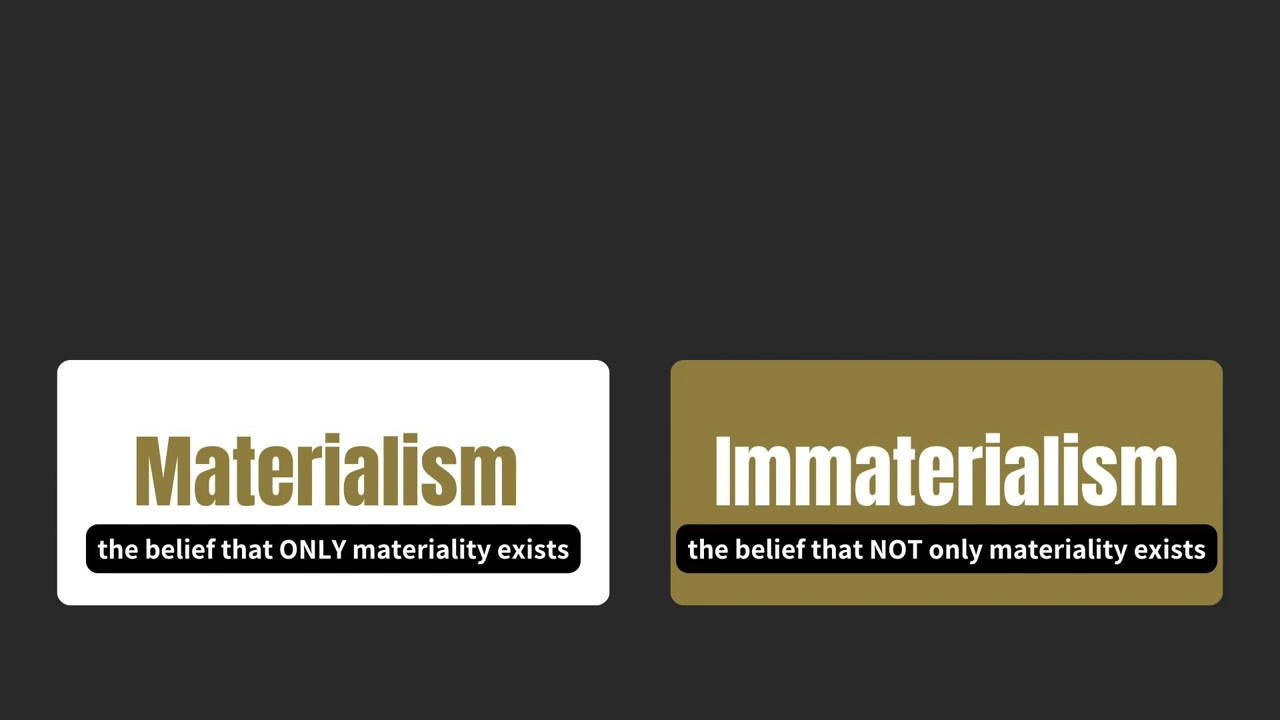 Materialism
the belief that ONLY materiality exists
Immaterialism
the belief that NOT only materiality exists